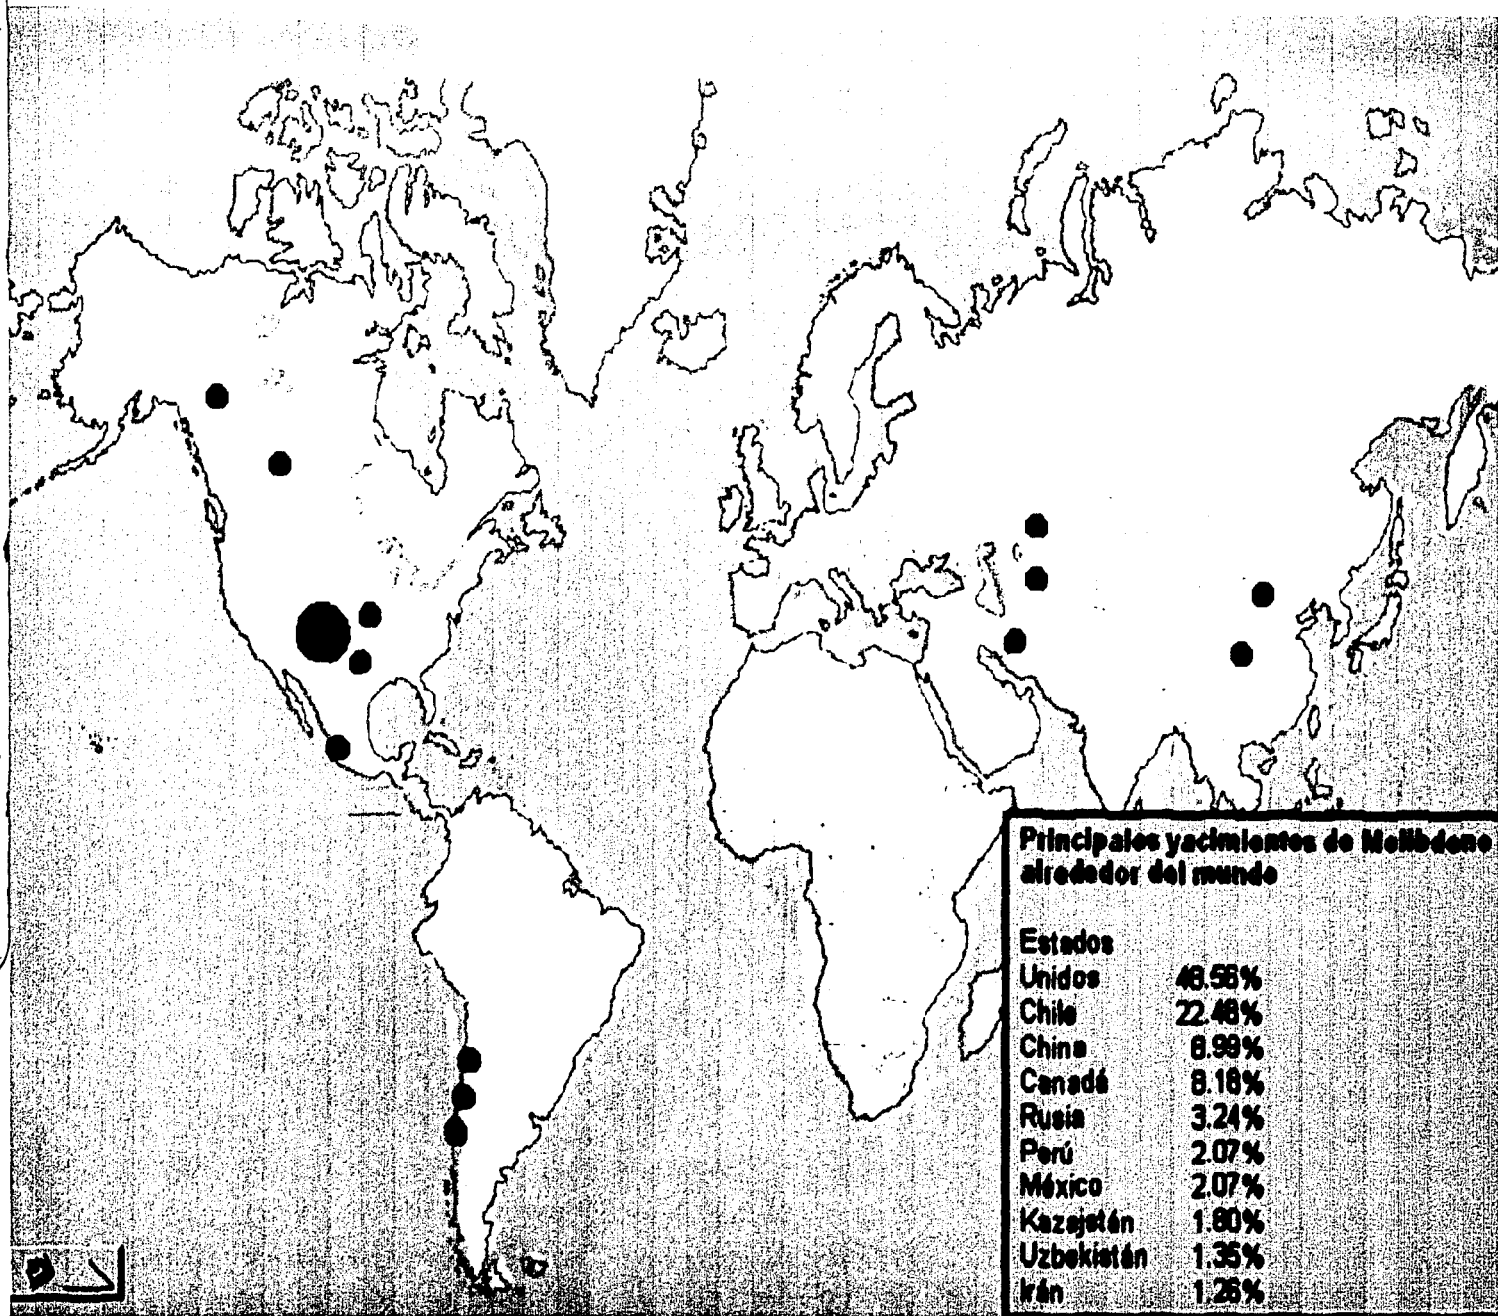 Principales yacimientos de Molibdeno
alrededor del mundo
Estados
Unidos 48.56%
Chile 22.48%
China 8.99%
Canadá 8.18%
Rusia 3.24%
Perú 2.07%
México 2.07%
Kazajstán 1.80%
Uzbekistán 1.35%
Irán 1.26%